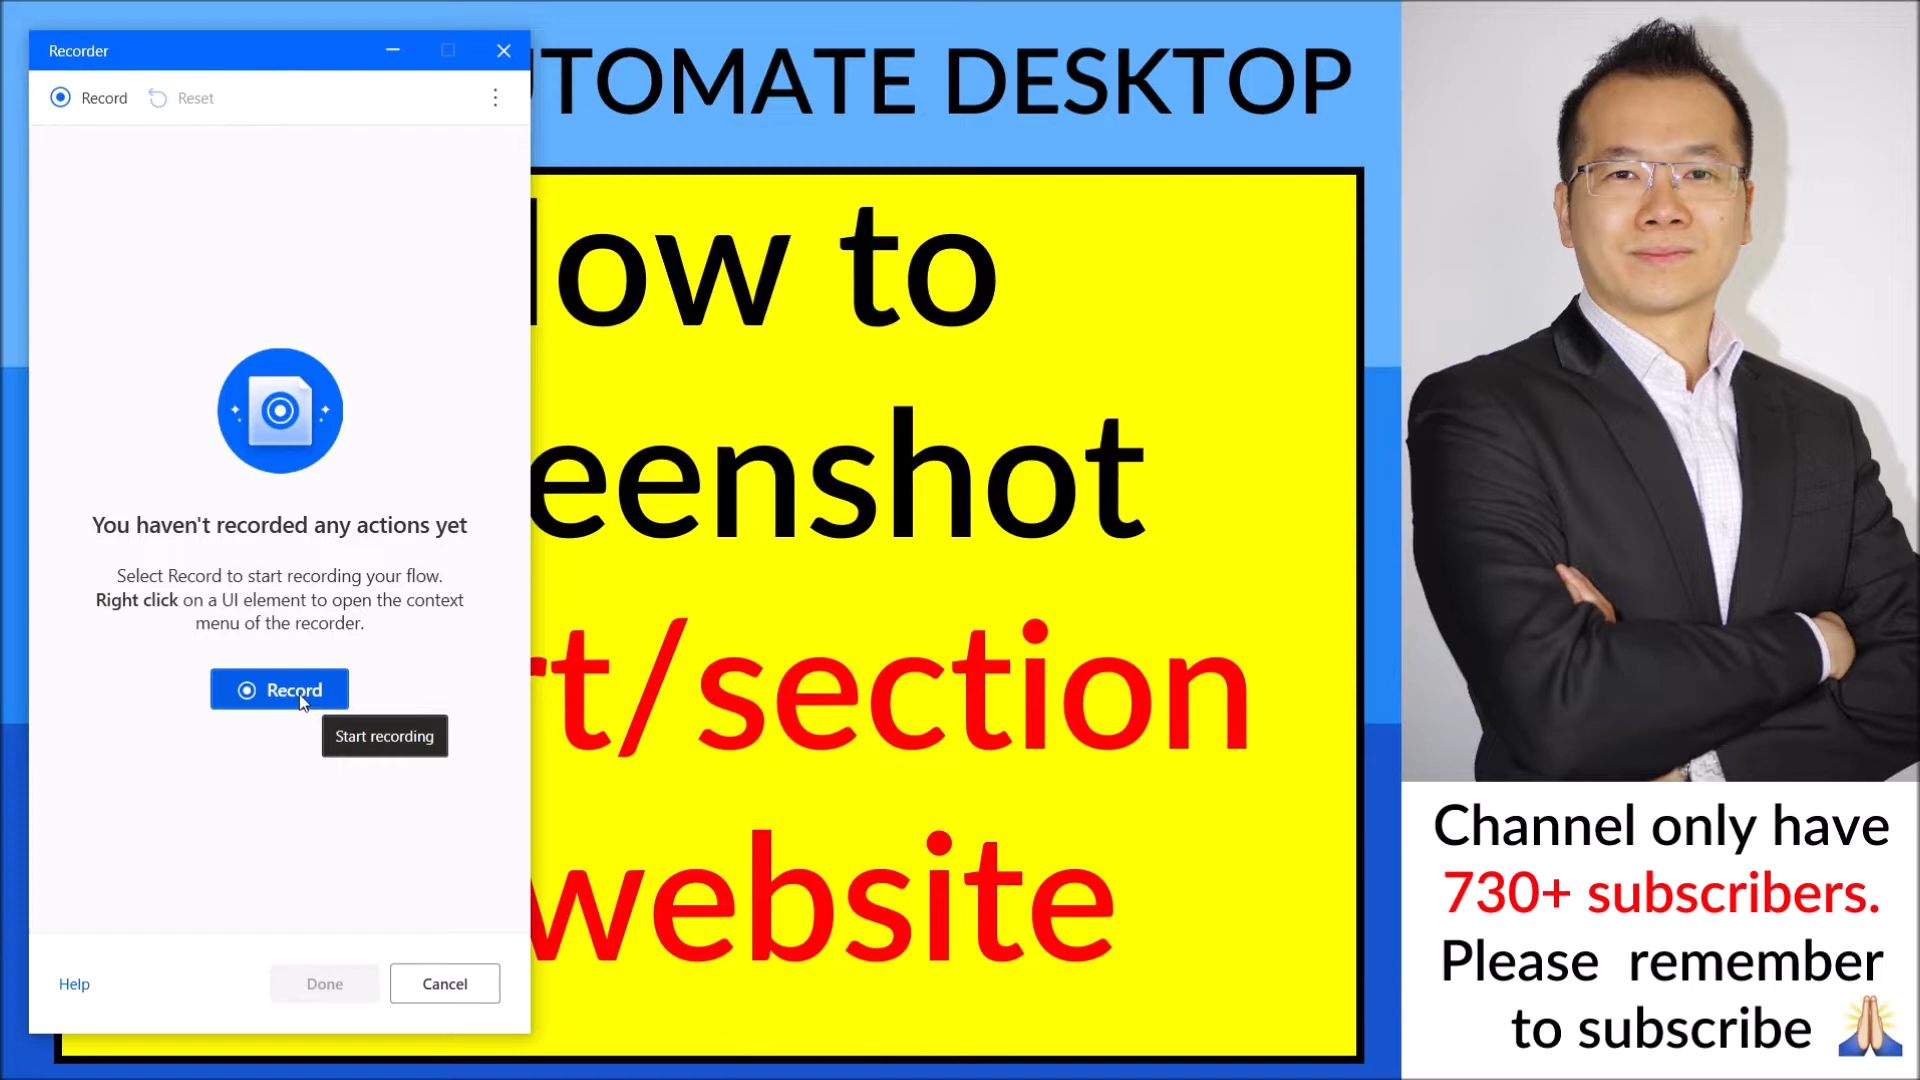 Recorder
Record Reset
TOMATE DESKTOP
You haven't recorded any actions yet
Select Record to start recording your flow.
Right click on a UI element to open the context
menu of the recorder.
Record
Start recording
Help Done Cancel
ow to
eenshot
t/section
website
Channel only have
730+ subscribers.
Please remember
to subscribe 🙏